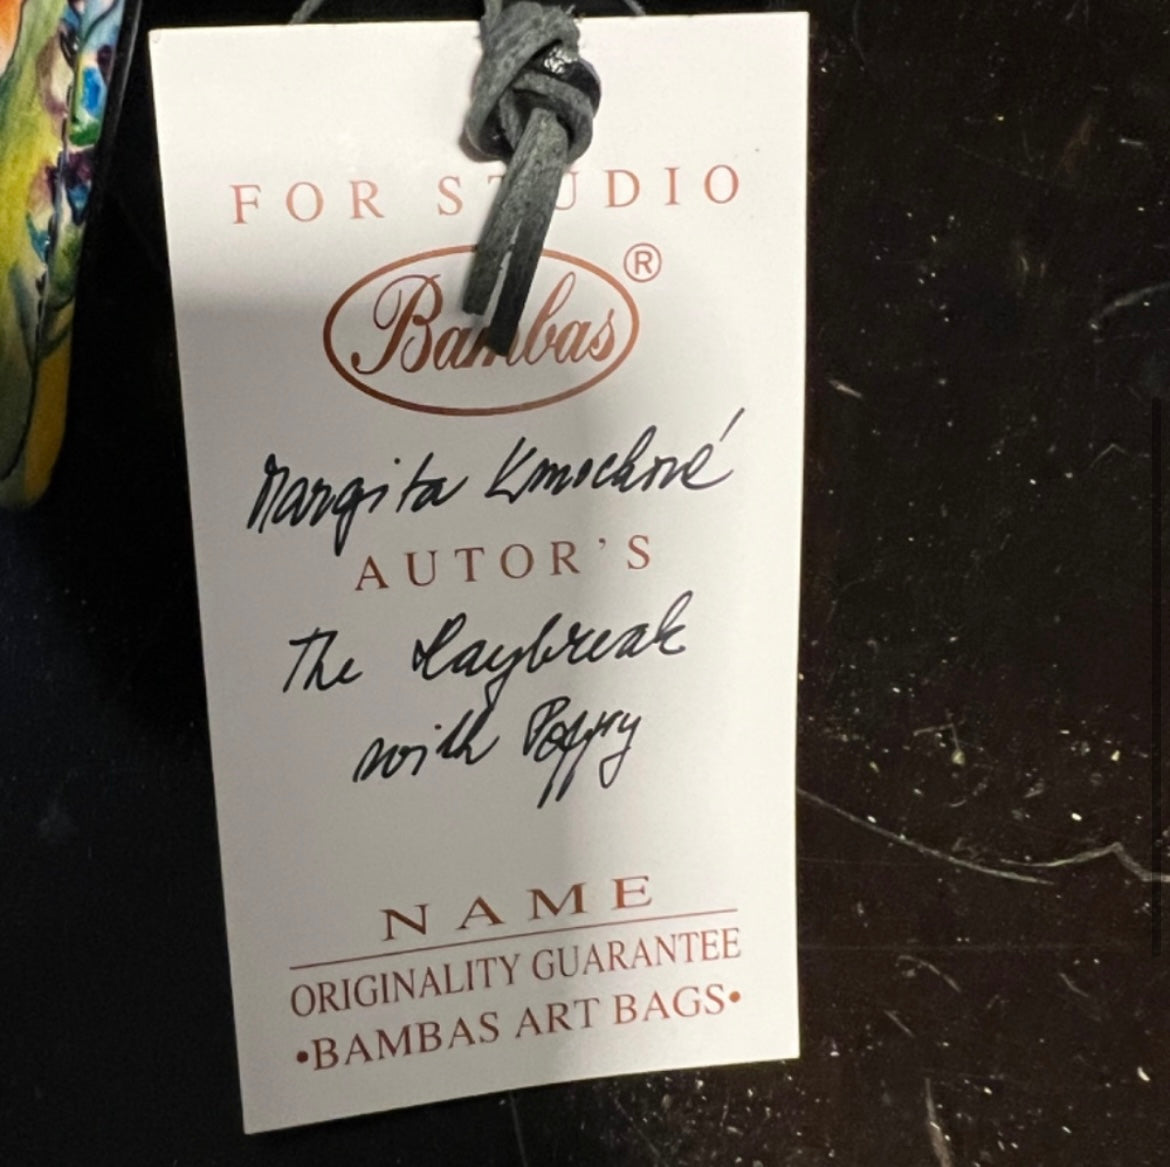 FOR STUDIO
Bambas®
Margita Kmochová
AUTOR'S
The Daybreak
with Poppy
NAME
ORIGINALITY GUARANTEE
•BAMBAS ART BAGS•